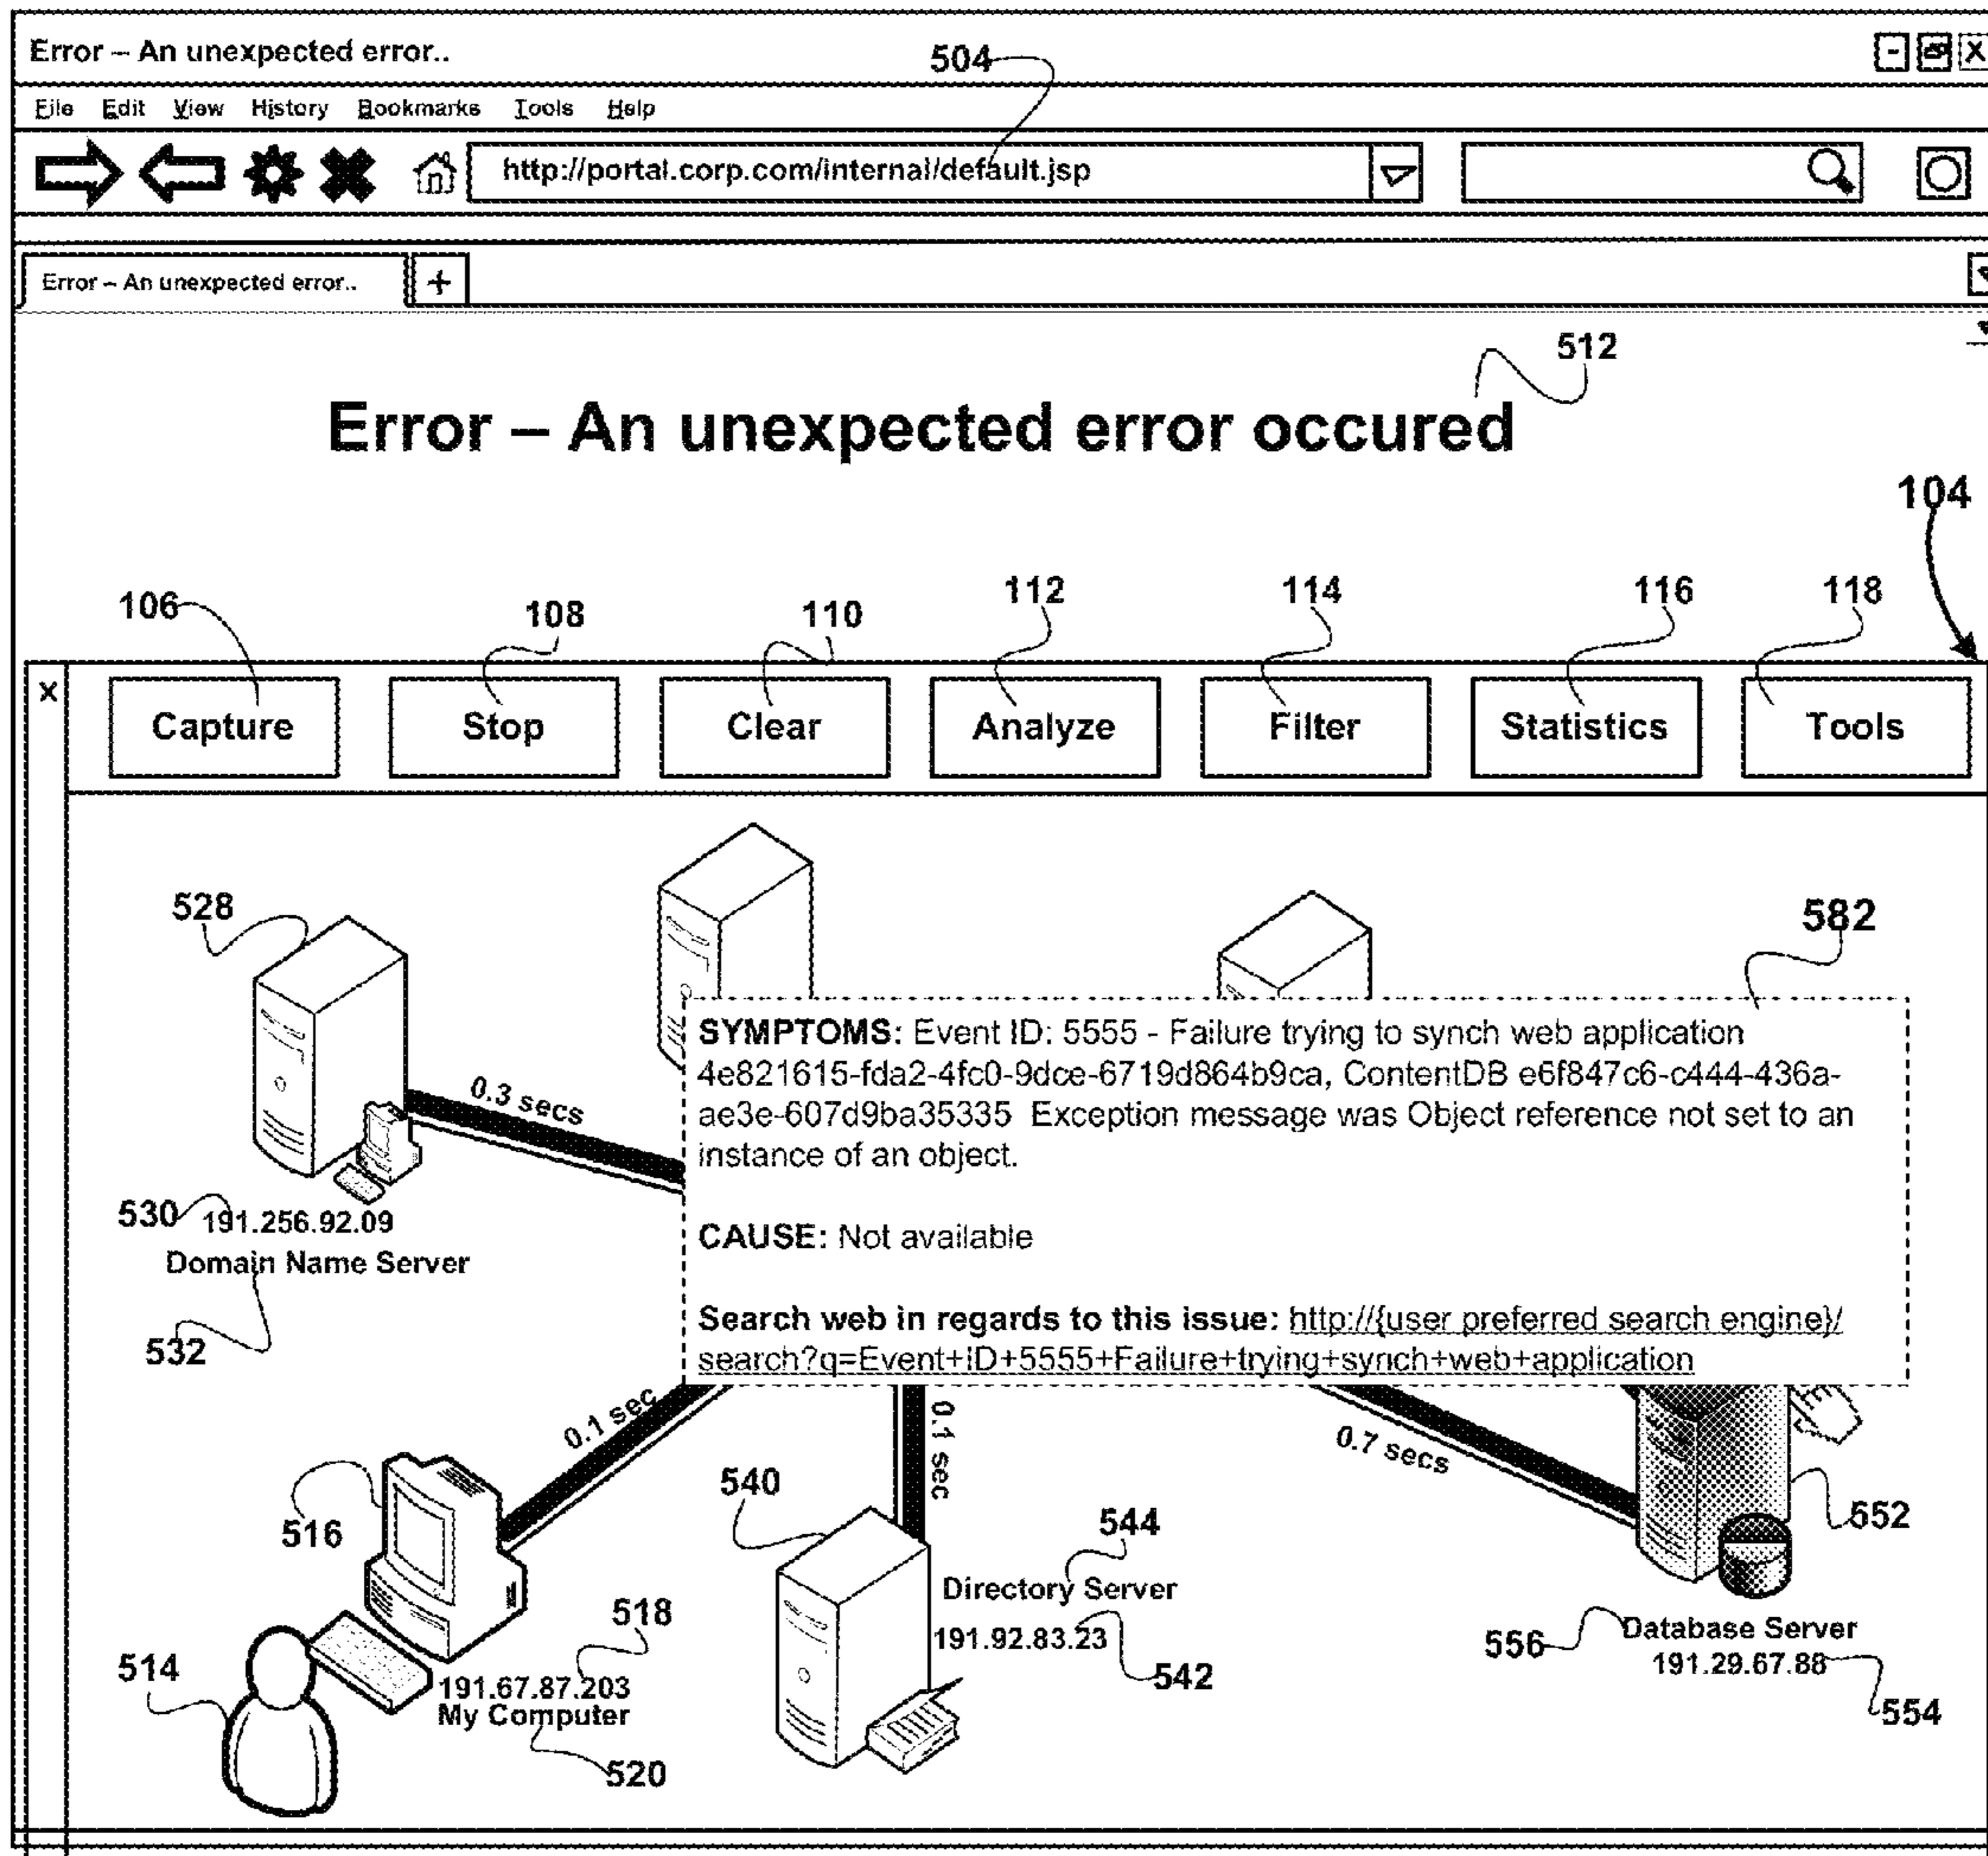 Error – An unexpected error..
504
File Edit View History Bookmarks Tools Help
http://portal.corp.com/internal/default.jsp
Error – An unexpected error..
512
Error – An unexpected error occured
104
106 108 110 112 114 116 118
x
Capture Stop Clear Analyze Filter Statistics Tools
528
582
SYMPTOMS: Event ID: 5555 - Failure trying to synch web application
4e821615-fda2-4fc0-9dce-6719d864b9ca, ContentDB e6f847c6-c444-436a-
ae3e-607d9ba35335 Exception message was Object reference not set to an
instance of an object.
CAUSE: Not available
Search web in regards to this issue: http://{user preferred search engine}/
search?q=Event+ID+5555+Failure+trying+synch+web+application
0.3 secs
530 191.256.92.09
Domain Name Server
532
0.1 sec
0.1 sec
0.7 secs
516
540
544
552
Directory Server
191.92.83.23
542
518
514
191.67.87.203
My Computer
520
556
Database Server
191.29.67.88
554